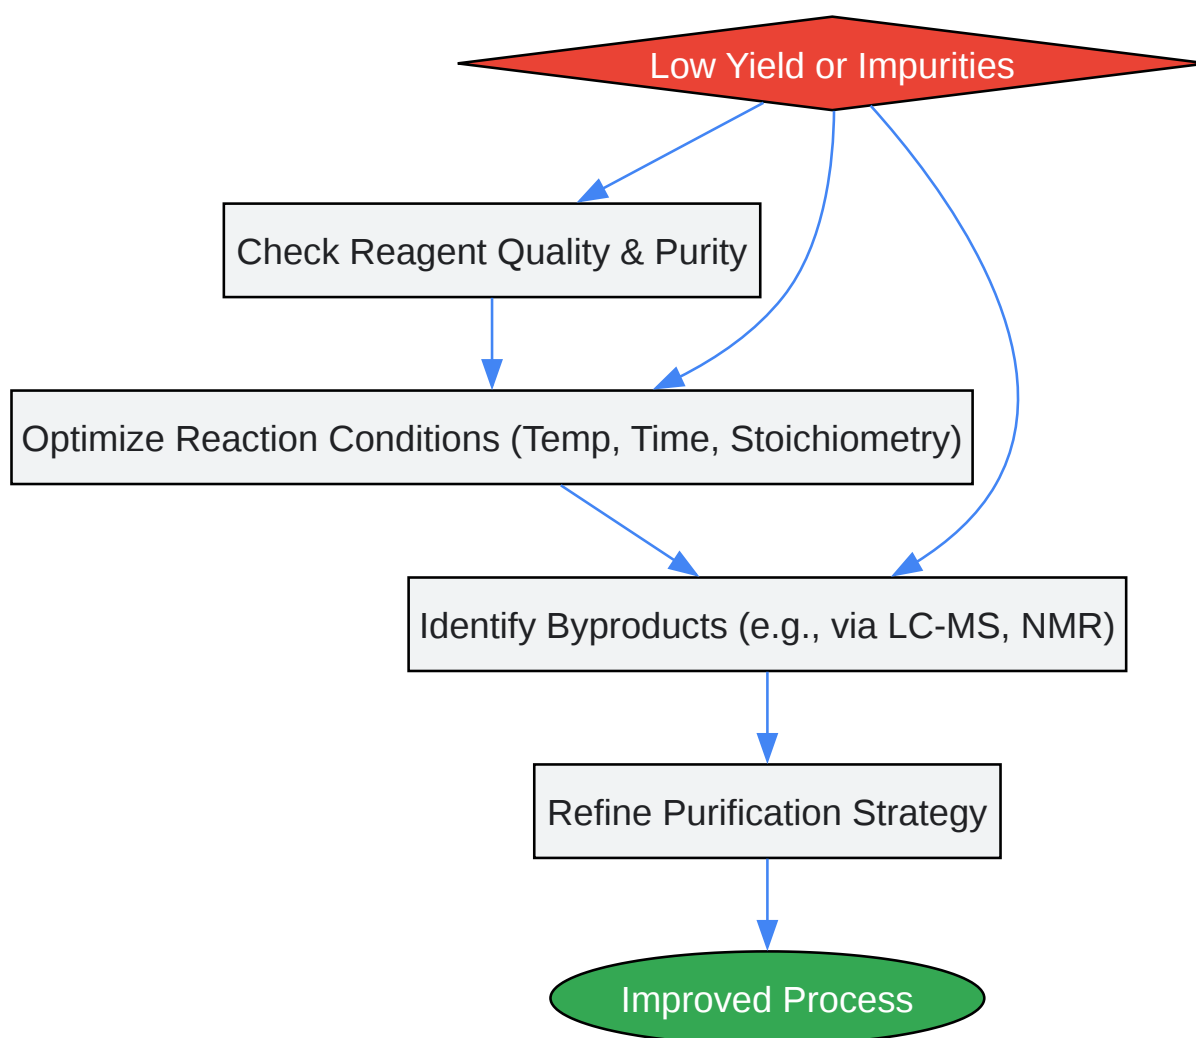 Low Yield or Impurities
Check Reagent Quality & Purity
Optimize Reaction Conditions (Temp, Time, Stoichiometry)
Identify Byproducts (e.g., via LC-MS, NMR)
Refine Purification Strategy
Improved Process